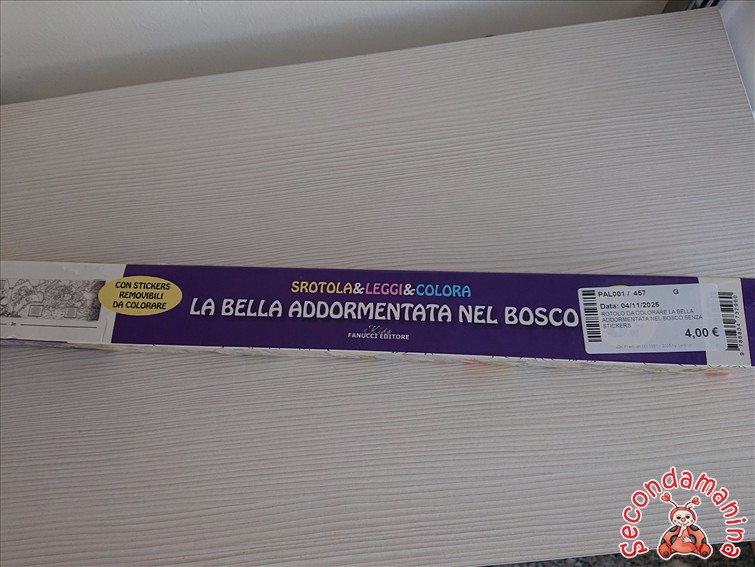 CON STICKERS
REMOVIBILI
DA COLORARE
SROTOLA&LEGGI&COLORA
LA BELLA ADDORMENTATA NEL BOSCO
Kids
FANUCCI EDITORE
PAL001 / 457 G
Data: 04/11/2025
ROTOLO DA COLORARE LA BELLA
ADDORMENTATA NEL BOSCO SENZA
STICKERS
4,00 €
secondamanina